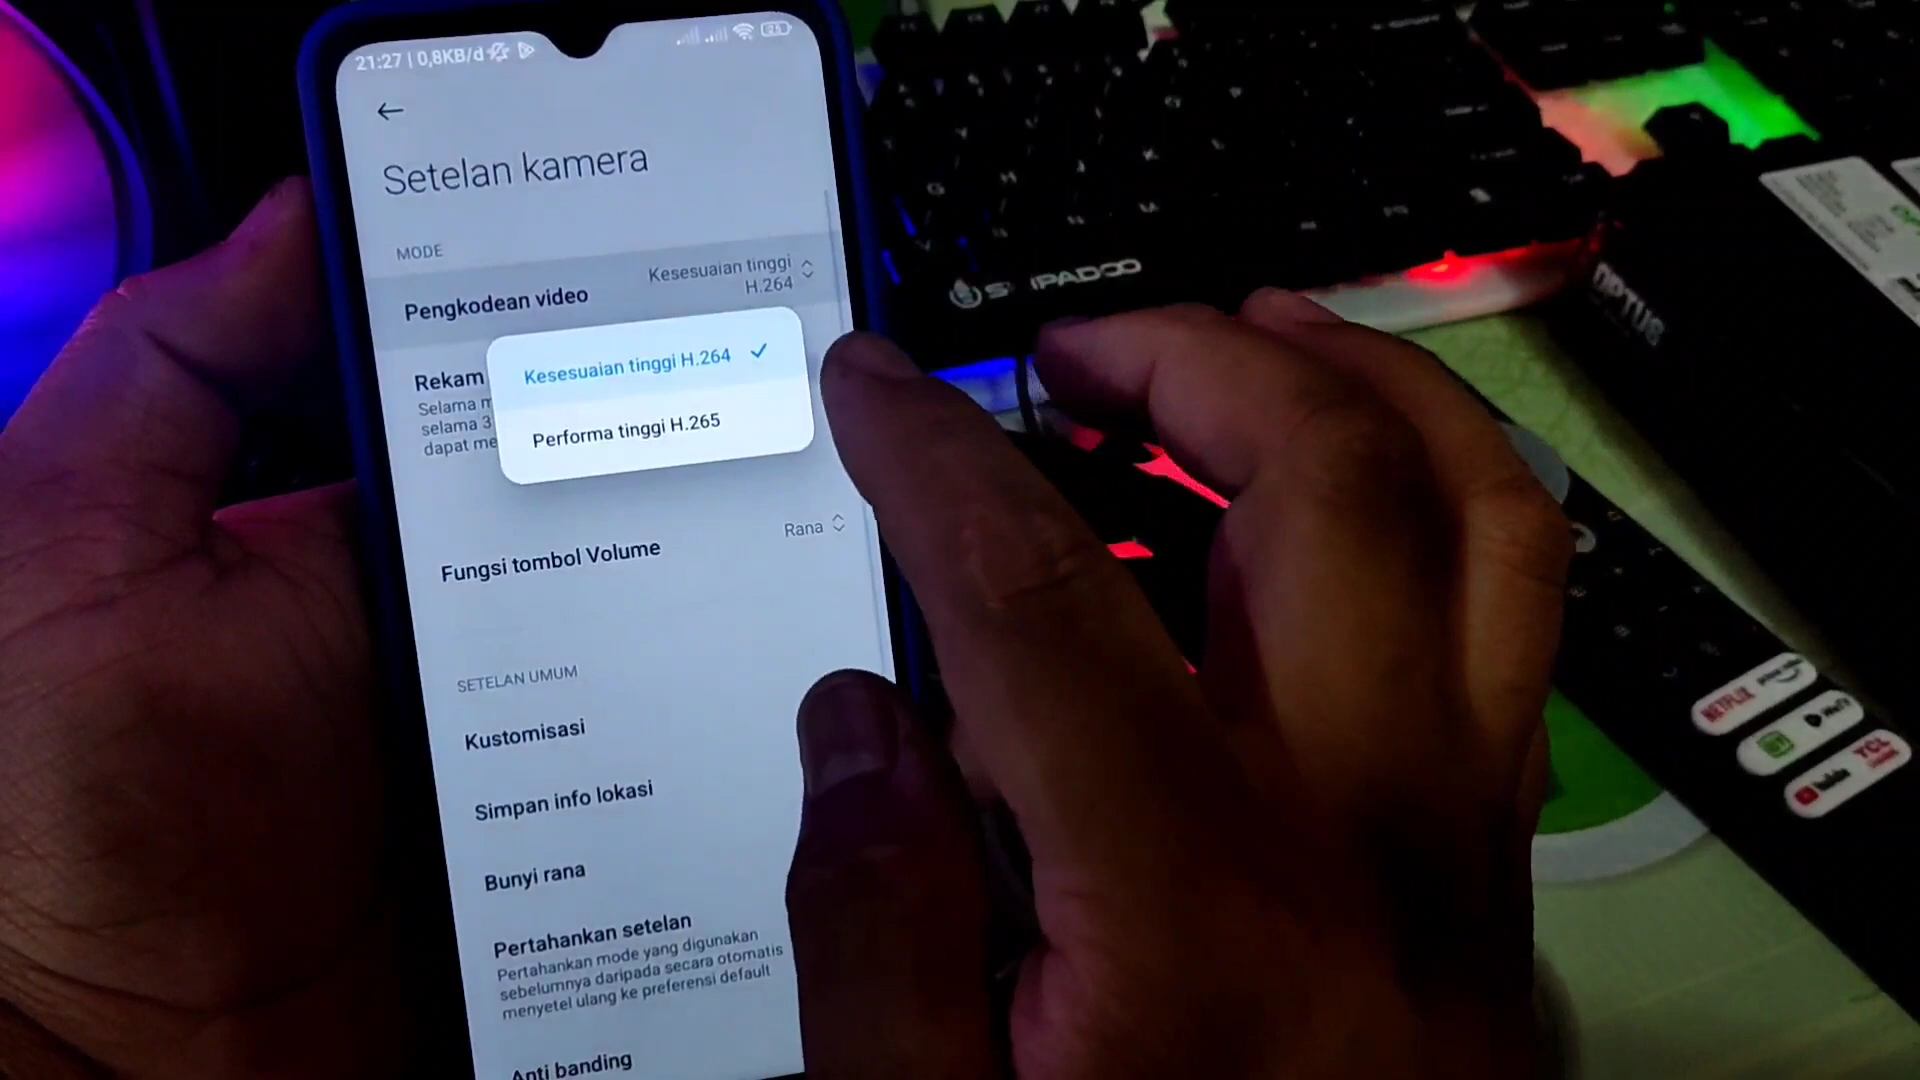 21:27 | 0,8KB/d
Setelan kamera
MODE
Pengkodean video
Kesesuaian tinggi
H.264
Kesesuaian tinggi H.264
Performa tinggi H.265
Rekam
Selama
selama 3
dapat me
Fungsi tombol Volume
Rana
SETELAN UMUM
Kustomisasi
Simpan info lokasi
Bunyi rana
Pertahankan setelan
Pertahankan mode yang digunakan
sebelumnya daripada secara otomatis
menyetel ulang ke preferensi default
Anti banding
NETFLIX
TCL